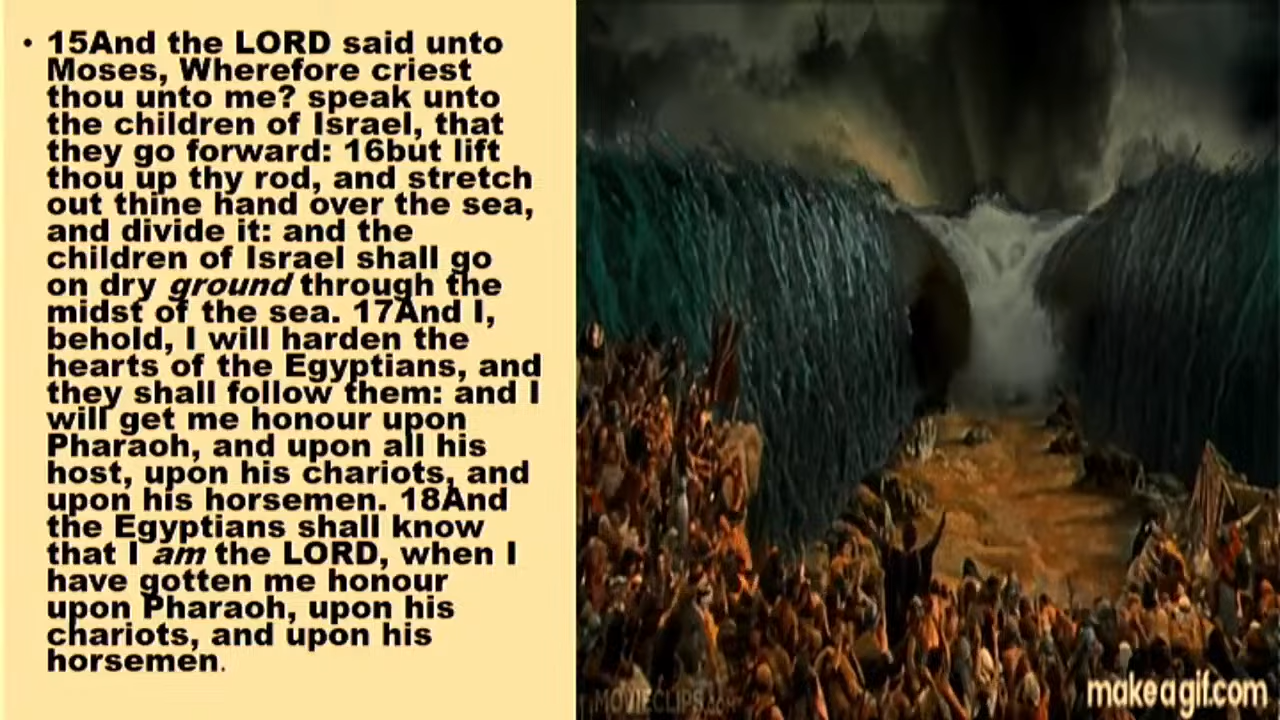 • 15And the LORD said unto
Moses, Wherefore criest
thou unto me? speak unto
the children of Israel, that
they go forward: 16but lift
thou up thy rod, and stretch
out thine hand over the sea,
and divide it: and the
children of Israel shall go
on dry ground through the
midst of the sea. 17And I,
behold, I will harden the
hearts of the Egyptians, and
they shall follow them: and I
will get me honour upon
Pharaoh, and upon all his
host, upon his chariots, and
upon his horsemen. 18And
the Egyptians shall know
that I am the LORD, when I
have gotten me honour
upon Pharaoh, upon his
chariots, and upon his
horsemen.
MOVIECLIPS.com
makeagif.com